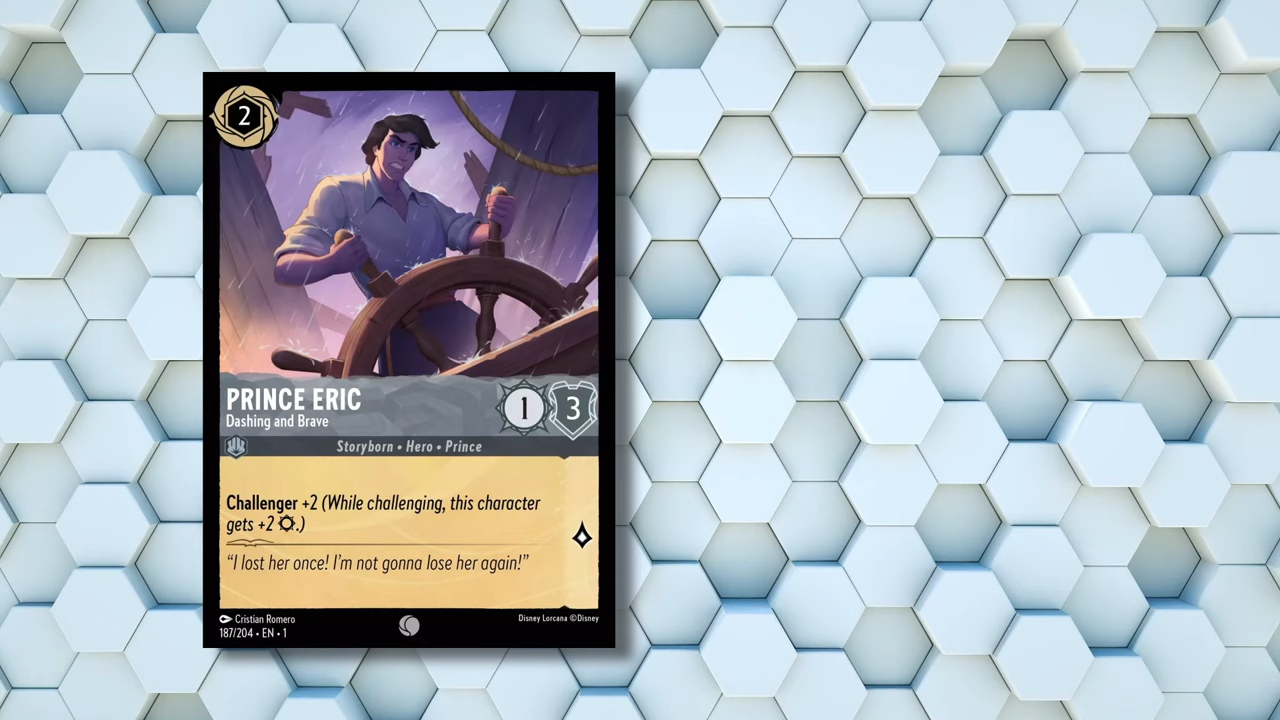 2
PRINCE ERIC
Dashing and Brave
1
3
Storyborn • Hero • Prince
Challenger +2 (While challenging, this character
gets +2 .)
“I lost her once! I’m not gonna lose her again!”
Cristian Romero
Disney Lorcana ©Disney
187/204 • EN • 1